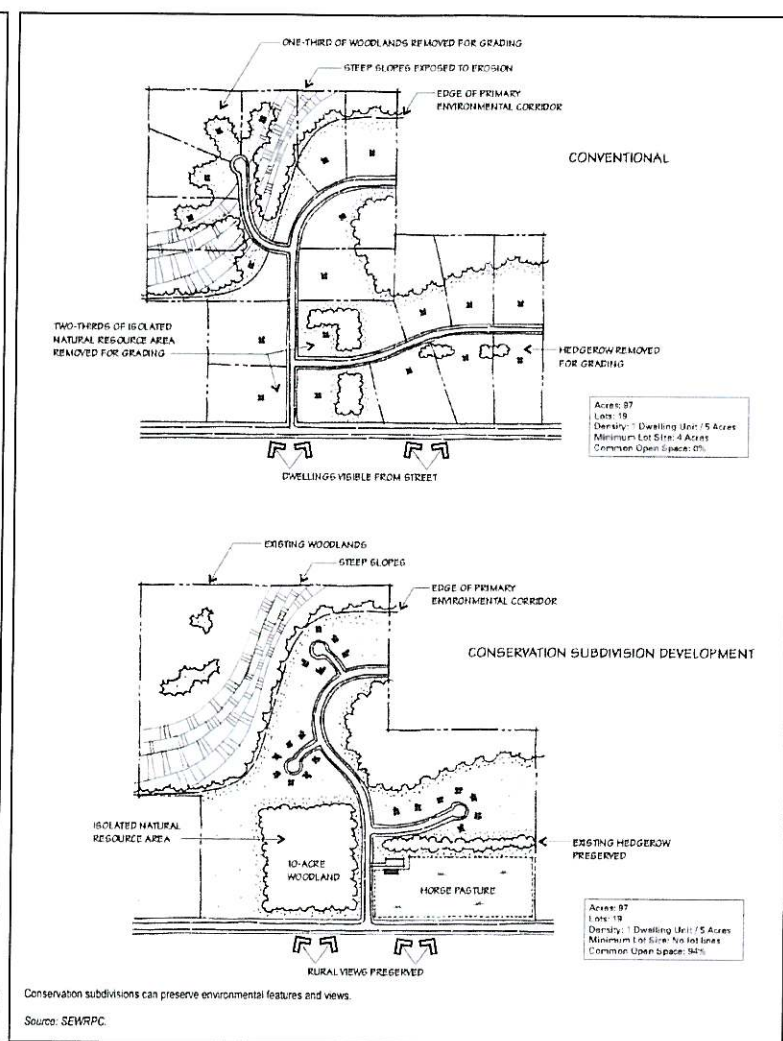 ONE-THIRD OF WOODLANDS REMOVED FOR GRADING
STEEP SLOPES EXPOSED TO EROSION
EDGE OF PRIMARY
ENVIRONMENTAL CORRIDOR
CONVENTIONAL
TWO-THIRDS OF ISOLATED
NATURAL RESOURCE AREA
REMOVED FOR GRADING
HEDGEROW REMOVED
FOR GRADING
Acres: 97
Lots: 19
Density: 1 Dwelling Unit / 5 Acres
Minimum Lot Size: 4 Acres
Common Open Space: 0%
DWELLINGS VISIBLE FROM STREET
EXISTING WOODLANDS
STEEP SLOPES
EDGE OF PRIMARY
ENVIRONMENTAL CORRIDOR
CONSERVATION SUBDIVISION DEVELOPMENT
ISOLATED NATURAL
RESOURCE AREA
10-ACRE
WOODLAND
EXISTING HEDGEROW
PRESERVED
HORSE PASTURE
Acres: 97
Lots: 19
Density: 1 Dwelling Unit / 5 Acres
Minimum Lot Size: No lot lines
Common Open Space: 94%
RURAL VIEWS PRESERVED
Conservation subdivisions can preserve environmental features and views.
Source: SEWRPC.